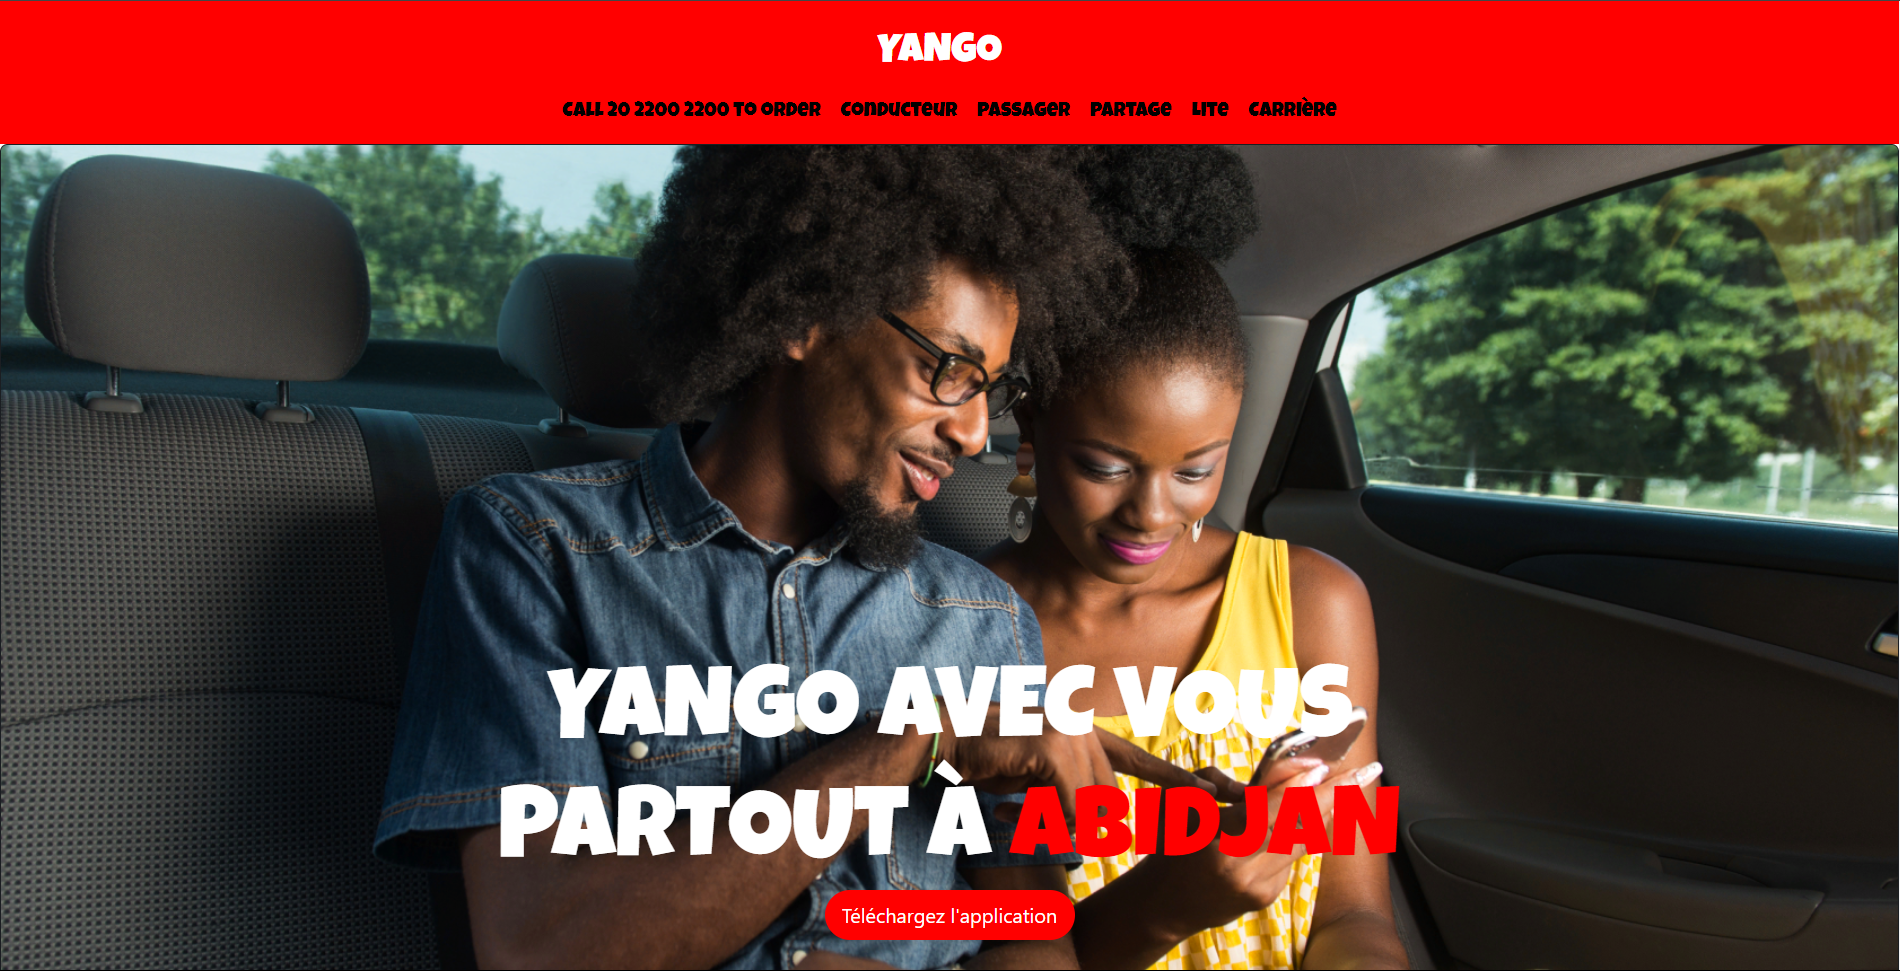 YANGO
CALL 20 2200 2200 TO ORDER CONDUCTEUR PASSAGER PARTAGE LITE CARRIÈRE
YANGO AVEC VOUS
PARTOUT À ABIDJAN
Téléchargez l'application